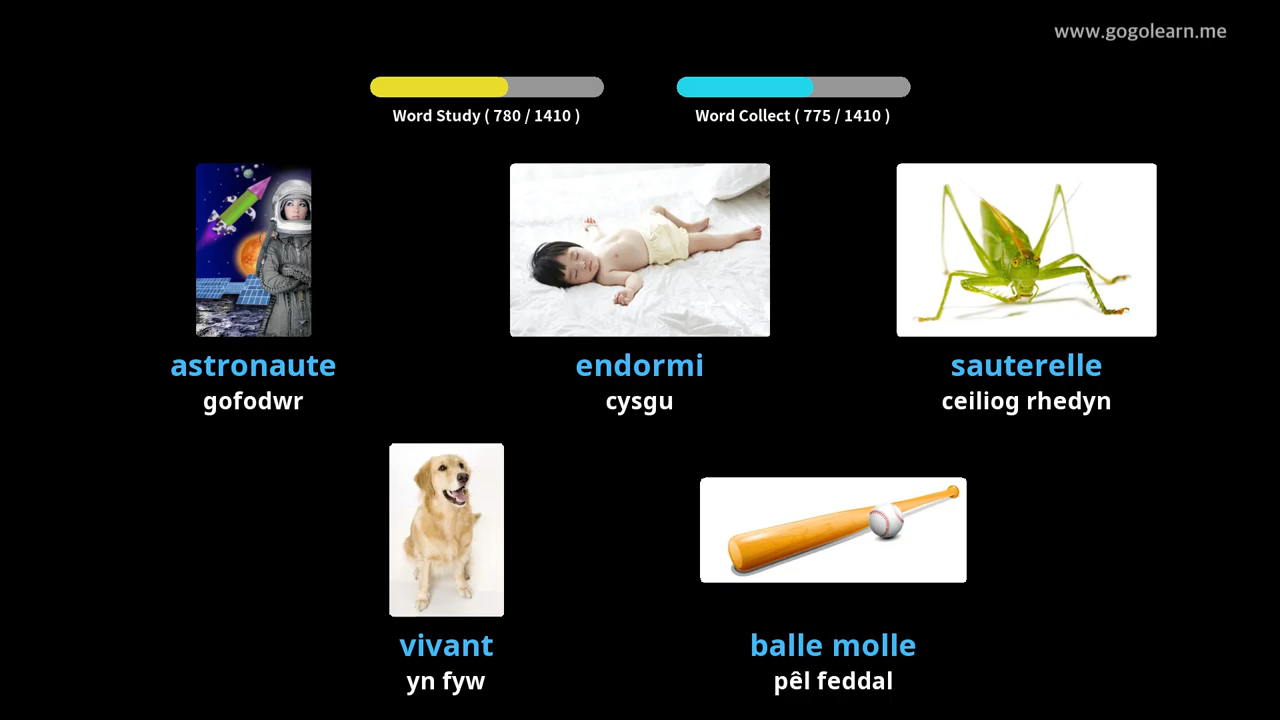 www.gogolearn.me
Word Study ( 780 / 1410 )
Word Collect ( 775 / 1410 )
astronaute
gofodwr
endormi
cysgu
sauterelle
ceiliog rhedyn
vivant
yn fyw
balle molle
pêl feddal